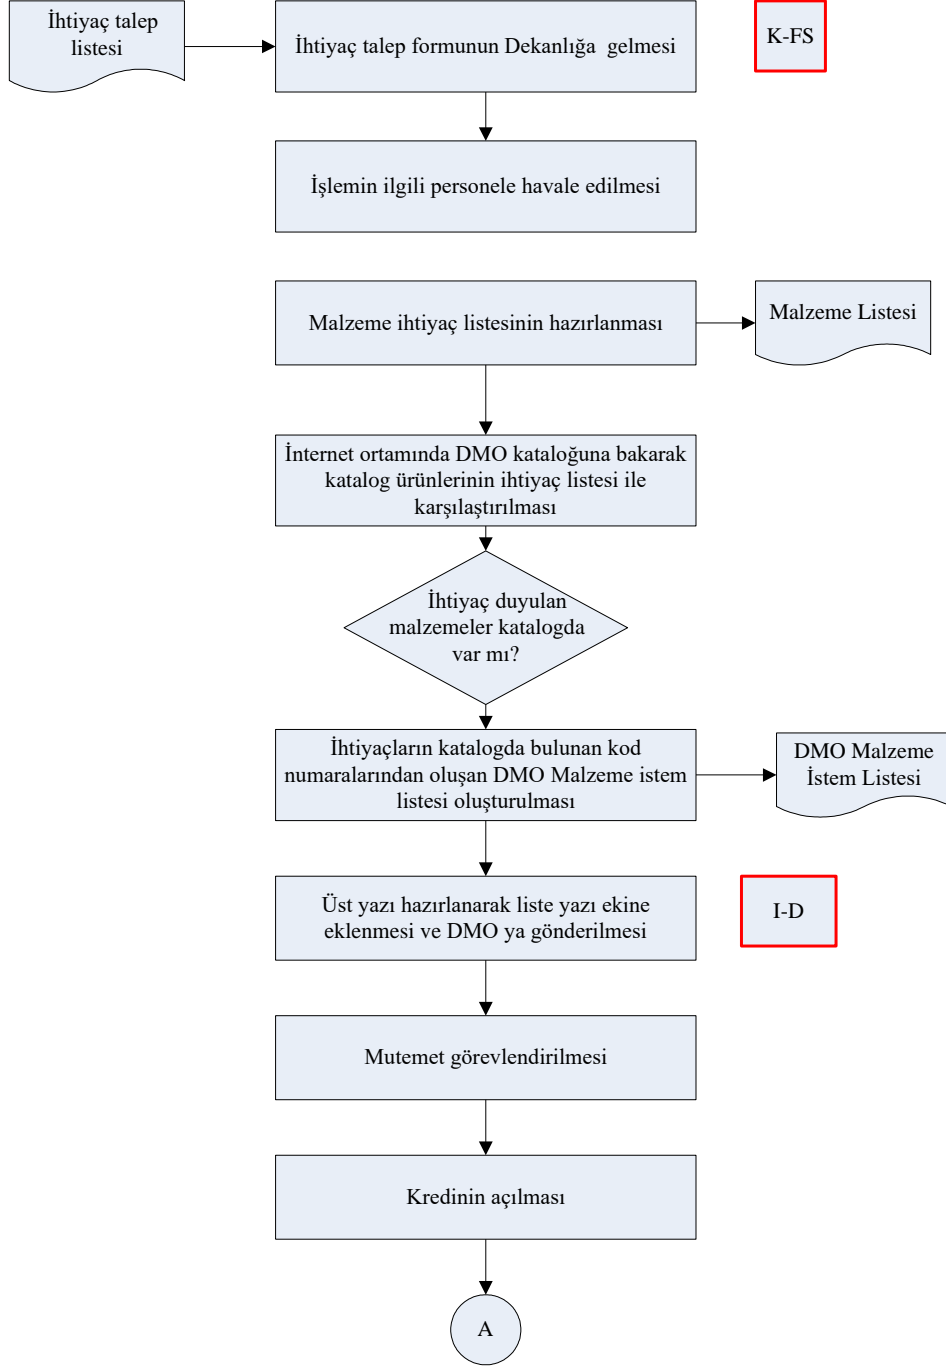 İhtiyaç talep
listesi
İhtiyaç talep formunun Dekanlığa  gelmesi
K-FS
İşlemin ilgili personele havale edilmesi
Malzeme ihtiyaç listesinin hazırlanması
Malzeme Listesi
İnternet ortamında DMO kataloğuna bakarak
katalog ürünlerinin ihtiyaç listesi ile
karşılaştırılması
İhtiyaç duyulan
malzemeler katalogda
var mı?
İhtiyaçların katalogda bulunan kod
numaralarından oluşan DMO Malzeme istem
listesi oluşturulması
DMO Malzeme
İstem Listesi
Üst yazı hazırlanarak liste yazı ekine
eklenmesi ve DMO ya gönderilmesi
I-D
Mutemet görevlendirilmesi
Kredinin açılması
A